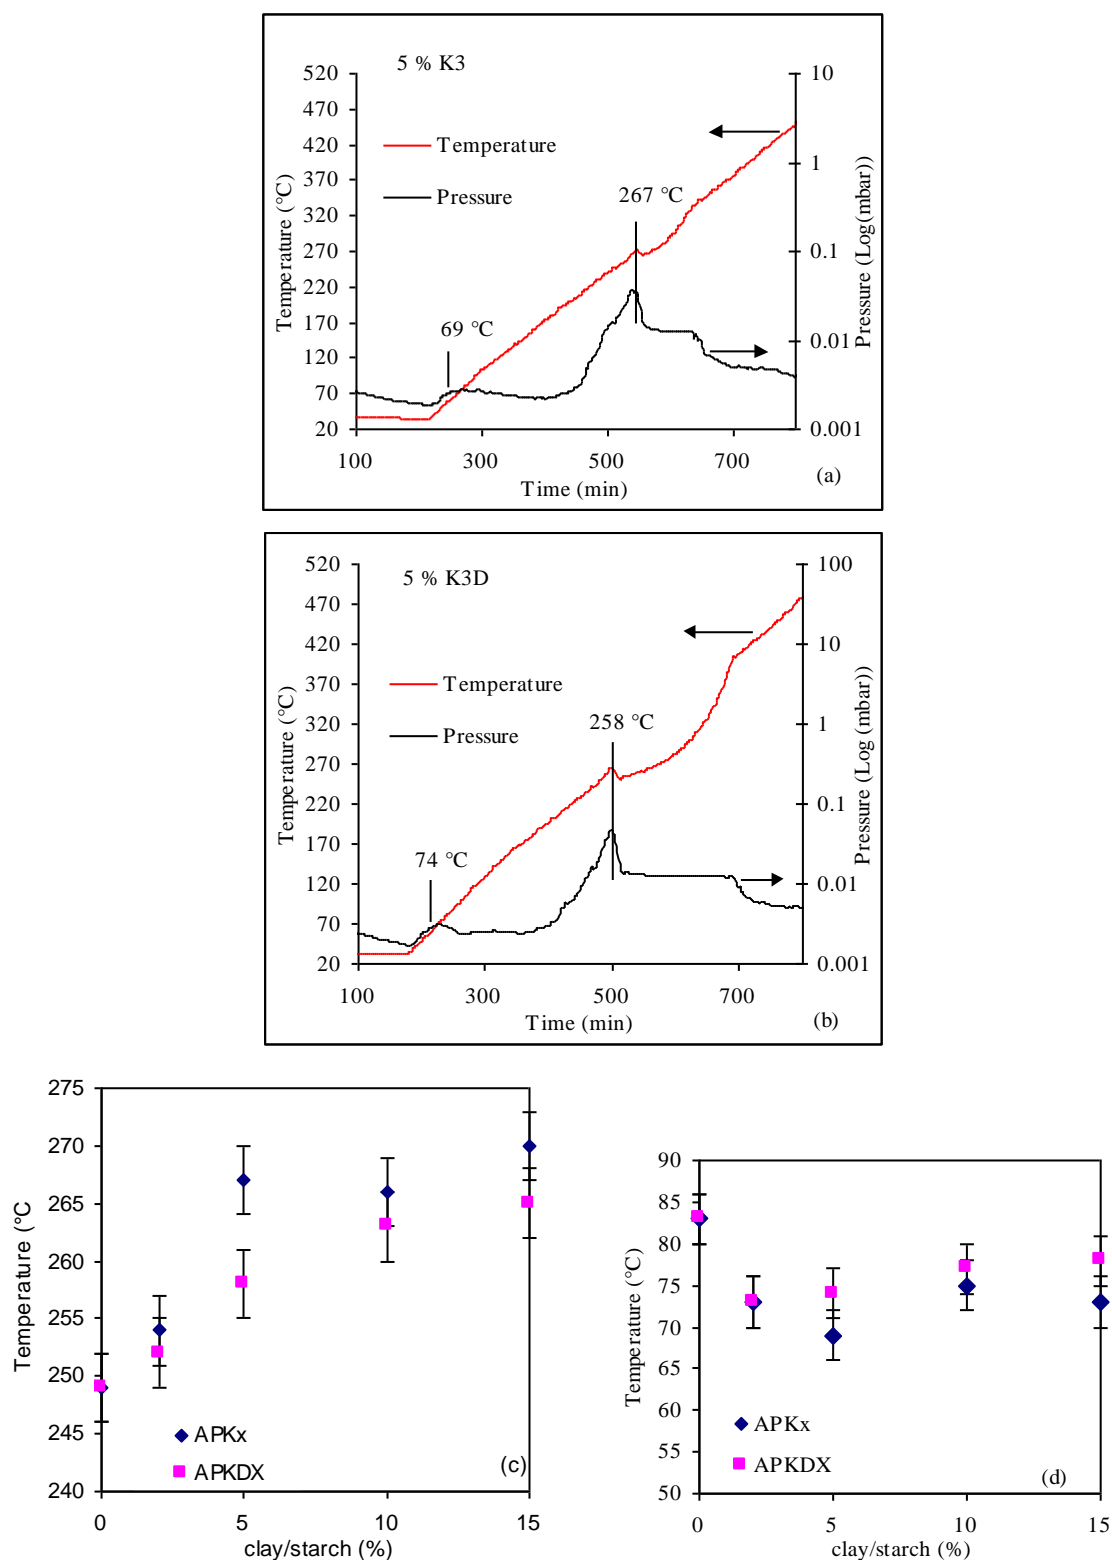 5 % K3
520
470
420
370
320
270
220
170
120
70
20
Temperature (°C)
Temperature
Pressure
267 °C
69 °C
10
1
0.1
0.01
0.001
Pressure (Log(mbar))
100
300
500
700
Time (min)
(a)
5 % K3D
520
470
420
370
320
270
220
170
120
70
20
Temperature (°C)
Temperature
Pressure
258 °C
74 °C
100
10
1
0.1
0.01
0.001
Pressure (Log (mbar))
100
300
500
700
Time (min)
(b)
275
270
265
260
255
250
245
240
Temperature (°C
APKx
APKDX
(c)
0
5
10
15
clay/starch (%)
90
85
80
75
70
65
60
55
50
Temperature (°C)
APKx
APKDX
(d)
0
5
10
15
clay/starch (%)